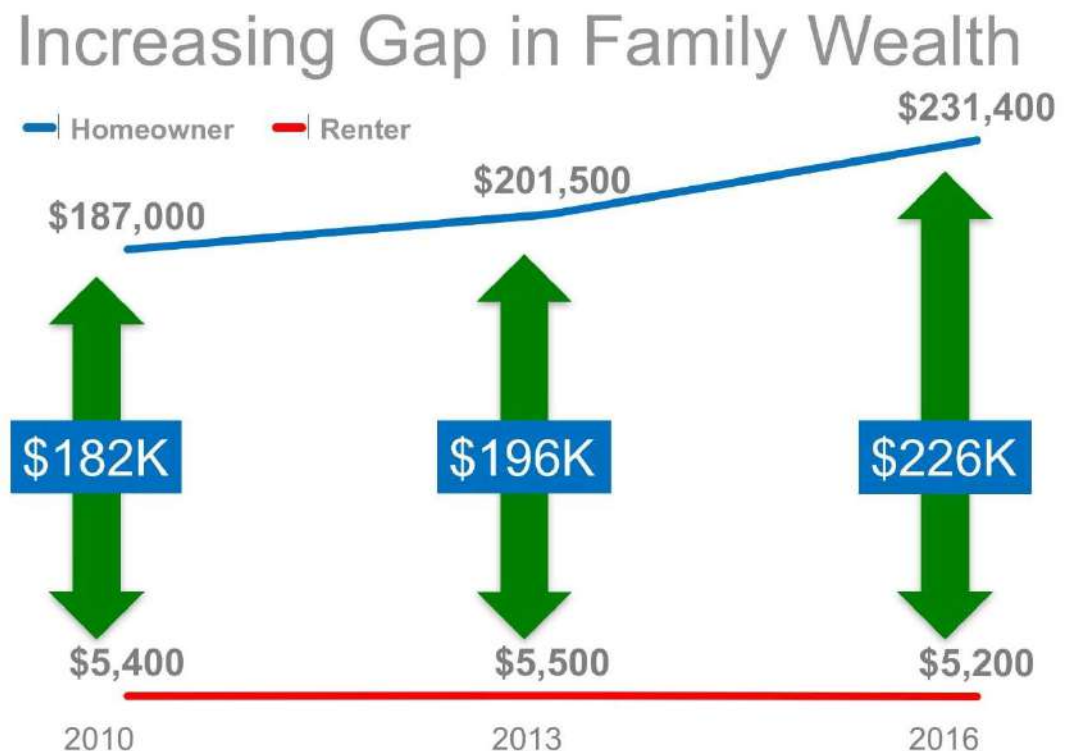 Increasing Gap in Family Wealth
Homeowner Renter
$231,400
$201,500
$187,000
$182K $196K $226K
$5,400 $5,500 $5,200
2010 2013 2016